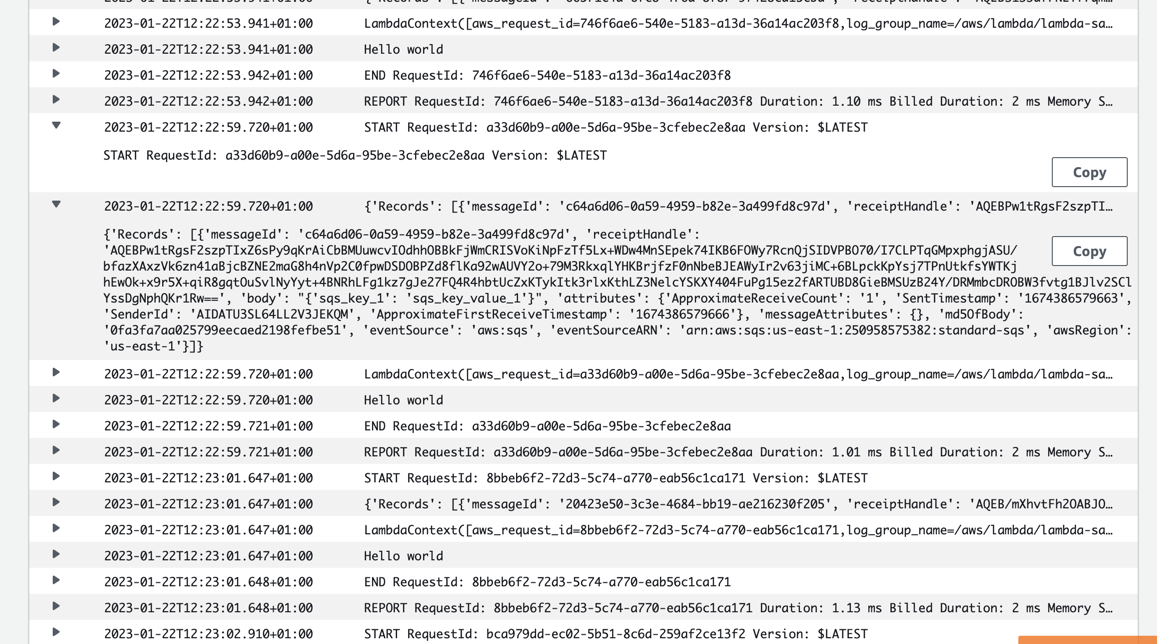 2023-01-22T12:22:53.941+01:00 LambdaContext([aws_request_id=746f6ae6-540e-5183-a13d-36a14ac203f8,log_group_name=/aws/lambda/lambda-sa…
2023-01-22T12:22:53.941+01:00 Hello world
2023-01-22T12:22:53.942+01:00 END RequestId: 746f6ae6-540e-5183-a13d-36a14ac203f8
2023-01-22T12:22:53.942+01:00 REPORT RequestId: 746f6ae6-540e-5183-a13d-36a14ac203f8 Duration: 1.10 ms Billed Duration: 2 ms Memory S…
2023-01-22T12:22:59.720+01:00 START RequestId: a33d60b9-a00e-5d6a-95be-3cfebec2e8aa Version: $LATEST
START RequestId: a33d60b9-a00e-5d6a-95be-3cfebec2e8aa Version: $LATEST
Copy
2023-01-22T12:22:59.720+01:00 {'Records': [{'messageId': 'c64a6d06-0a59-4959-b82e-3a499fd8c97d', 'receiptHandle': 'AQEBPw1tRgsF2szpTI…
{'Records': [{'messageId': 'c64a6d06-0a59-4959-b82e-3a499fd8c97d', 'receiptHandle':
Copy
'AQEBPw1tRgsF2szpTIxZ6sPy9qKrAiCbBMUuwcvIOdhhOBBkFjWmCRISVoKiNpFzTf5Lx+WDw4MnSEpek74IKB6FOWy7RcnQjSIDVPBO70/I7CLPTqGMpxphgjASU/
bfazXAxzVk6zn41aBjcBZNE2maG8h4nVp2C0fpwDSDOBPZd8flKa92wAUVY2o+79M3RkxqlYHKBrjfzF0nNbeBJEAWyIr2v63jiMC+6BLpckKpYsj7TPnUtkfsYWTKj
hEwOk+x9r5X+qiR8gqtOuSvlNyYyt+4BNRhLFg1kz7gJe27FQ4R4hbtUcZxKTykItk3rlxKthLZ3NelcYSKXY404FuPg15ez2fARTUBD8GieBMSUzB24Y/DRMmbcDROBW3fvtg1BJlvZSCl
YssDgNphQKr1Rw==', 'body': "{'sqs_key_1': 'sqs_key_value_1'}", 'attributes': {'ApproximateReceiveCount': '1', 'SentTimestamp': '1674386579663',
'SenderId': 'AIDATU3SL64LL2V3JEKQM', 'ApproximateFirstReceiveTimestamp': '1674386579666'}, 'messageAttributes': {}, 'md5OfBody':
'0fa3fa7aa025799eecaed2198fefbe51', 'eventSource': 'aws:sqs', 'eventSourceARN': 'arn:aws:sqs:us-east-1:250958575382:standard-sqs', 'awsRegion':
'us-east-1'}]}
2023-01-22T12:22:59.720+01:00 LambdaContext([aws_request_id=a33d60b9-a00e-5d6a-95be-3cfebec2e8aa,log_group_name=/aws/lambda/lambda-sa…
2023-01-22T12:22:59.720+01:00 Hello world
2023-01-22T12:22:59.721+01:00 END RequestId: a33d60b9-a00e-5d6a-95be-3cfebec2e8aa
2023-01-22T12:22:59.721+01:00 REPORT RequestId: a33d60b9-a00e-5d6a-95be-3cfebec2e8aa Duration: 1.01 ms Billed Duration: 2 ms Memory S…
2023-01-22T12:23:01.647+01:00 START RequestId: 8bbeb6f2-72d3-5c74-a770-eab56c1ca171 Version: $LATEST
2023-01-22T12:23:01.647+01:00 {'Records': [{'messageId': '20423e50-3c3e-4684-bb19-ae216230f205', 'receiptHandle': 'AQEB/mXhvtFh2OABJO…
2023-01-22T12:23:01.647+01:00 LambdaContext([aws_request_id=8bbeb6f2-72d3-5c74-a770-eab56c1ca171,log_group_name=/aws/lambda/lambda-sa…
2023-01-22T12:23:01.647+01:00 Hello world
2023-01-22T12:23:01.648+01:00 END RequestId: 8bbeb6f2-72d3-5c74-a770-eab56c1ca171
2023-01-22T12:23:01.648+01:00 REPORT RequestId: 8bbeb6f2-72d3-5c74-a770-eab56c1ca171 Duration: 1.13 ms Billed Duration: 2 ms Memory S…
2023-01-22T12:23:02.910+01:00 START RequestId: bca979dd-ec02-5b51-8c6d-259af2ce13f2 Version: $LATEST